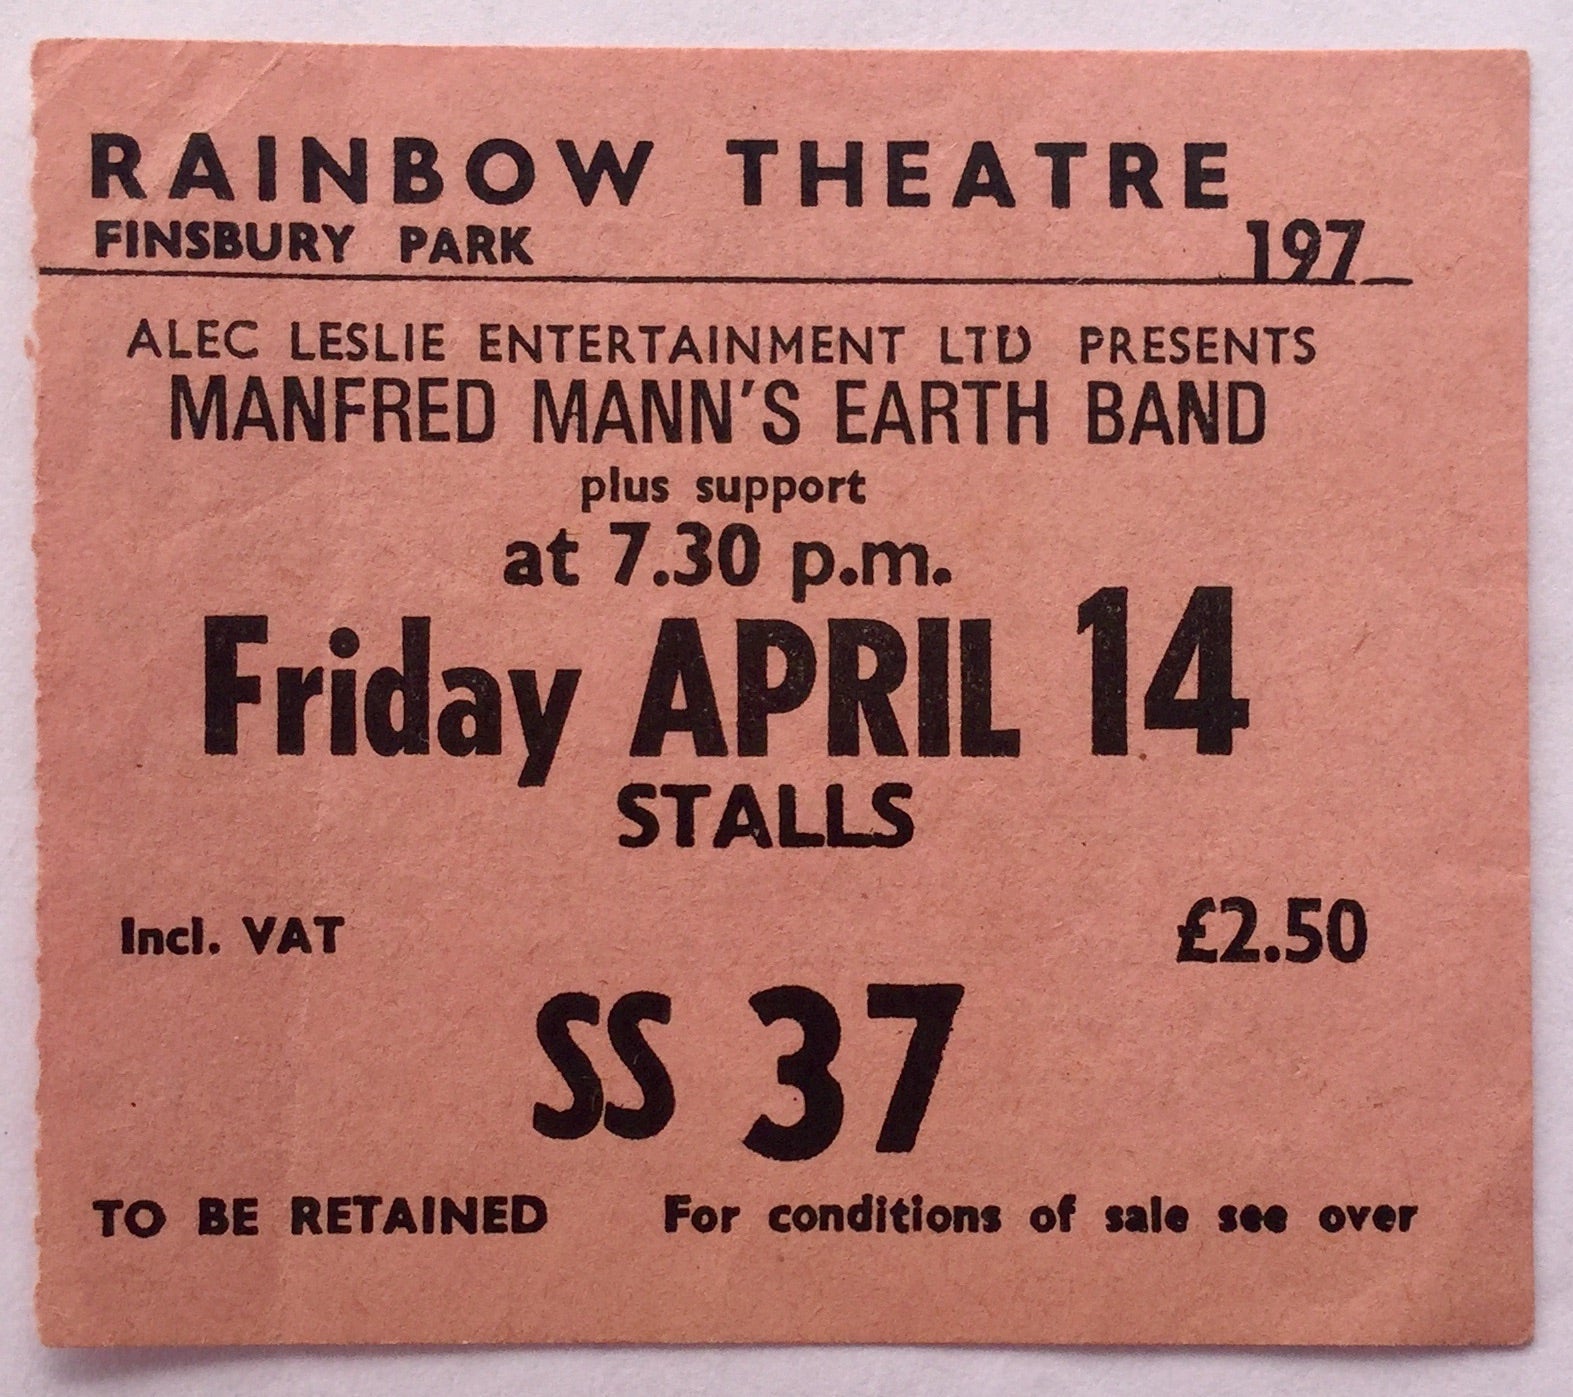 RAINBOW THEATRE
FINSBURY PARK 197_
ALEC LESLIE ENTERTAINMENT LTD PRESENTS
MANFRED MANN'S EARTH BAND
plus support
at 7.30 p.m.
Friday APRIL 14
STALLS
Incl. VAT £2.50
SS 37
TO BE RETAINED For conditions of sale see over